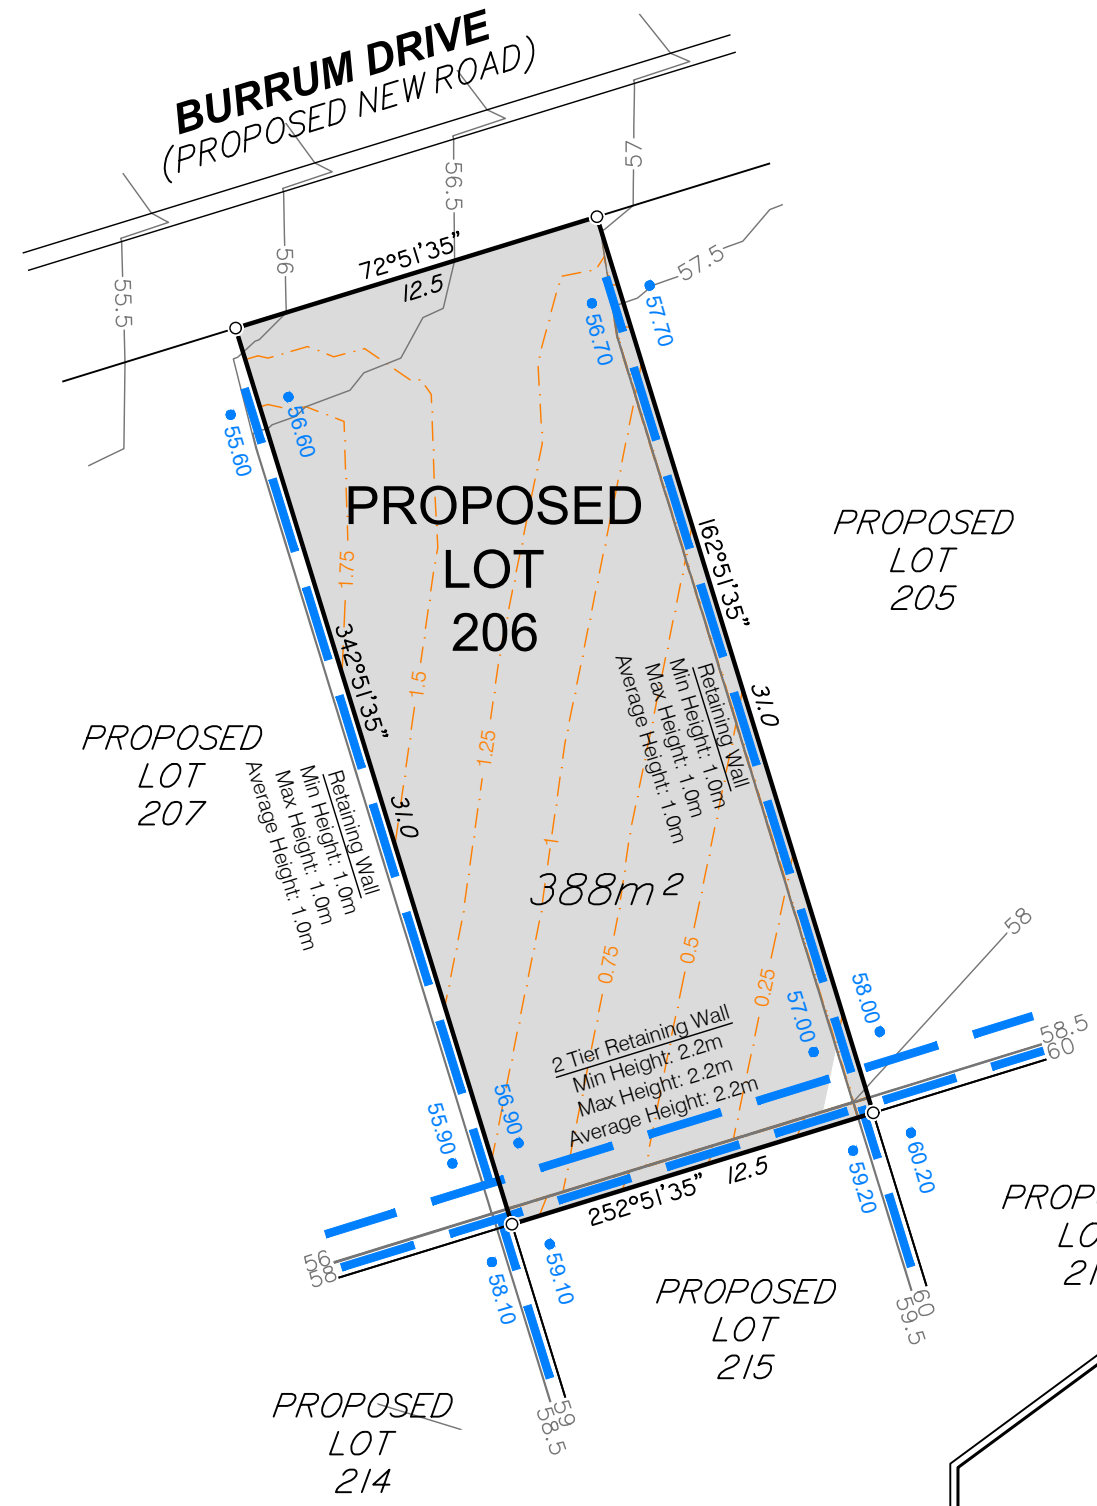 BURRUM DRIVE
(PROPOSED NEW ROAD)
57
56.5
56
55.5
57.5
72°51'35"
12.5
57.70
56.70
56.60
55.60
PROPOSED
LOT
206
PROPOSED
LOT
205
162°51'35"
31.0
1.75
1.5
1.25
1
0.75
0.5
0.25
342°51'35"
31.0
Retaining Wall
Min Height: 1.0m
Max Height: 1.0m
Average Height: 1.0m
PROPOSED
LOT
207
Retaining Wall
Min Height: 1.0m
Max Height: 1.0m
Average Height: 1.0m
388m²
58
58.00
57.00
2 Tier Retaining Wall
Min Height: 2.2m
Max Height: 2.2m
Average Height: 2.2m
58.5
60
56.90
55.90
252°51'35"
12.5
59.20
60.20
58.10
59.10
PROPOSED
LOT
215
60
59.5
59
58.5
PROPOSED
LOT
214